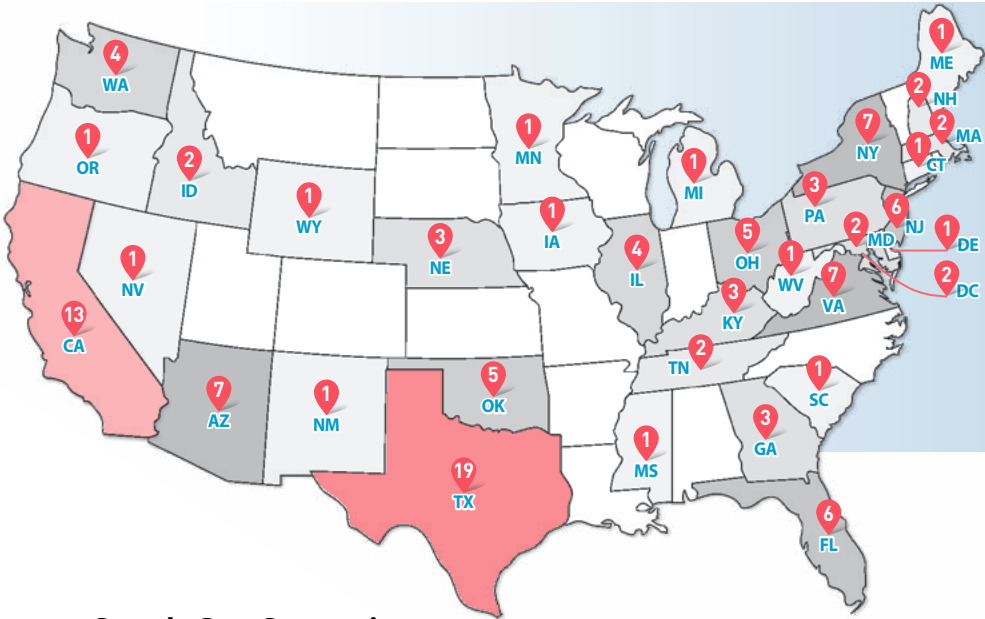 1
ME
4
WA
2
NH
1
OR
1
MN
7
NY
2
MA
1
CT
2
ID
1
MI
3
PA
1
WY
1
IA
6
NJ
2
MD
1
DE
3
NE
4
IL
5
OH
1
WV
2
DC
1
NV
7
VA
3
KY
13
CA
2
TN
7
AZ
1
NM
5
OK
1
SC
3
GA
1
MS
19
TX
6
FL